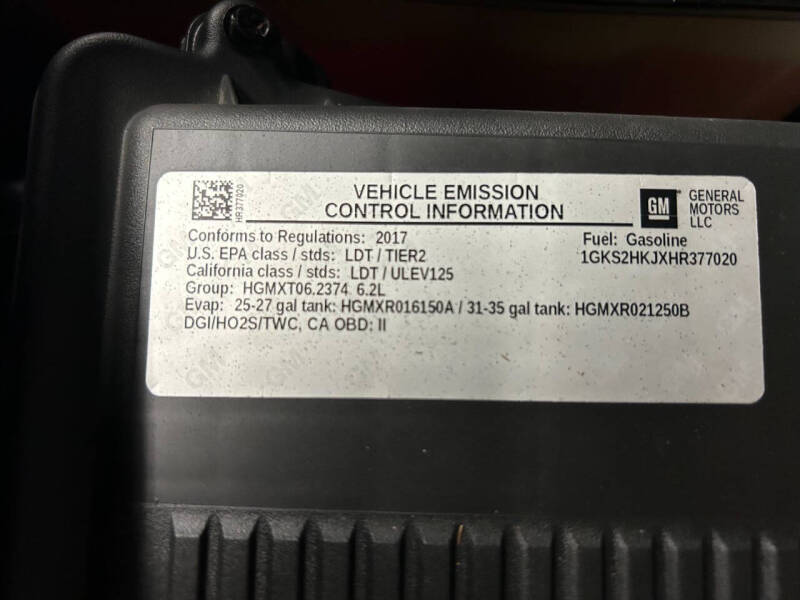 HR377020
VEHICLE EMISSION
CONTROL INFORMATION
GM
GENERAL
MOTORS
LLC
Conforms to Regulations: 2017
Fuel: Gasoline
U.S. EPA class / stds: LDT / TIER2
1GKS2HKJXHR377020
California class / stds: LDT / ULEV125
Group: HGMXT06.2374 6.2L
Evap: 25-27 gal tank: HGMXR016150A / 31-35 gal tank: HGMXR021250B
DGI/HO2S/TWC, CA OBD: II